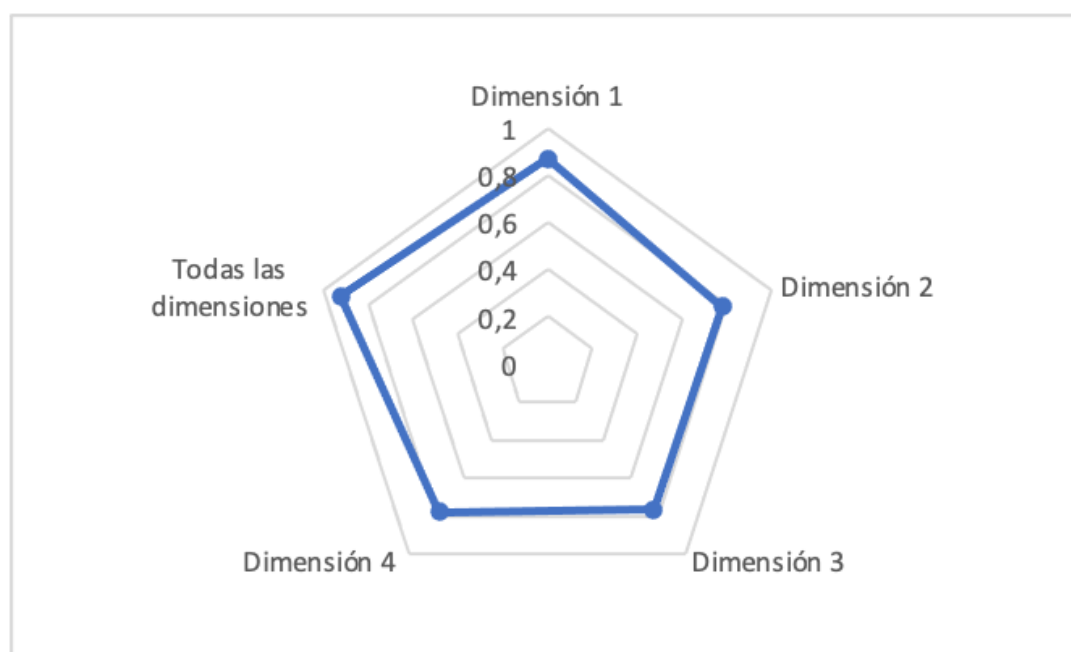 Dimensión 1
1
0,8
0,6
0,4
0,2
0
Todas las
dimensiones
Dimensión 2
Dimensión 4
Dimensión 3